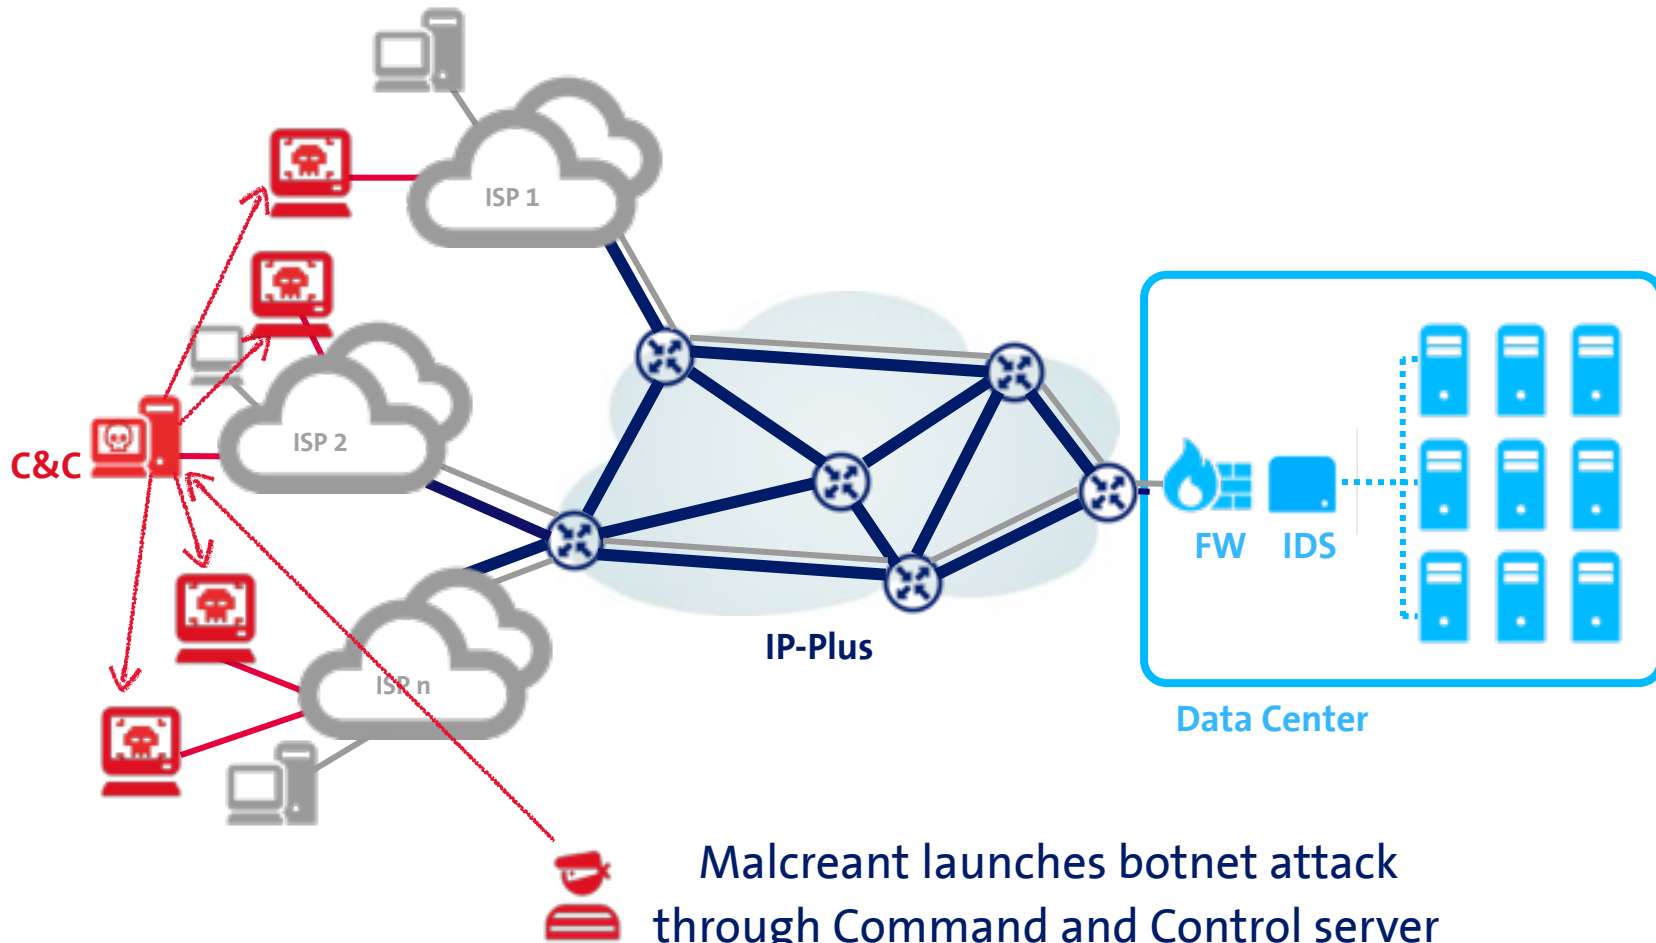 ISP 1
ISP 2
C&C
FW
IDS
IP-Plus
ISP n
Data Center
Malcreant launches botnet attack
through Command and Control server